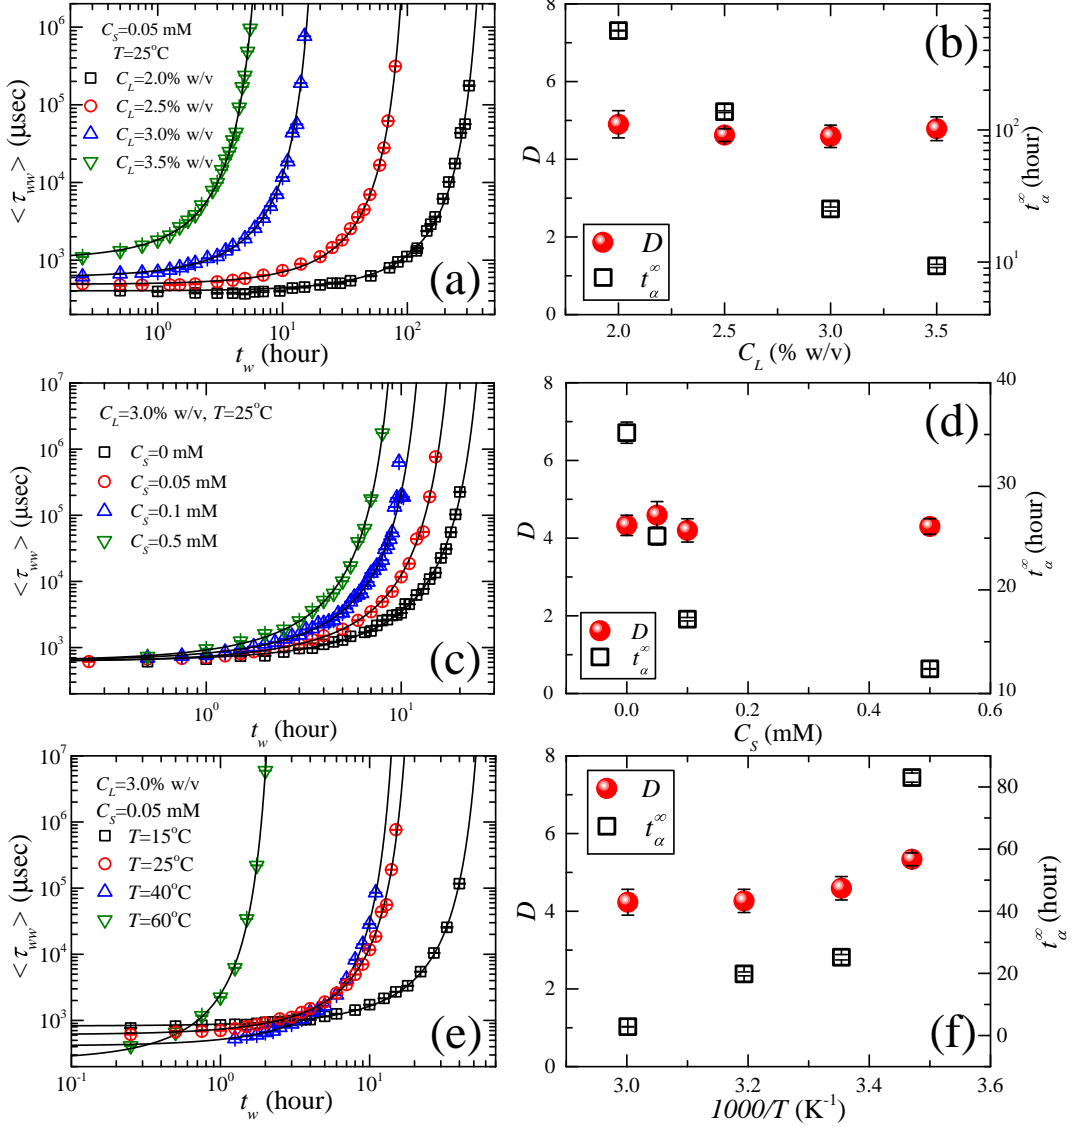 (a)
C_S=0.05 mM
T=25°C
C_L=2.0% w/v
C_L=2.5% w/v
C_L=3.0% w/v
C_L=3.5% w/v
< τ_ww > (μsec)
10^6
10^5
10^4
10^3
10^0 10^1 10^2
t_w (hour)
(b)
D
t_α^∞
D
8
6
4
2
0
t_α^∞ (hour)
10^2
10^1
2.0 2.5 3.0 3.5
C_L (% w/v)
(c)
C_L=3.0% w/v, T=25°C
C_S=0 mM
C_S=0.05 mM
C_S=0.1 mM
C_S=0.5 mM
< τ_ww > (μsec)
10^7
10^6
10^5
10^4
10^3
10^0 10^1
t_w (hour)
(d)
D
t_α^∞
D
8
6
4
2
0
t_α^∞ (hour)
40
30
20
10
0.0 0.2 0.4 0.6
C_S (mM)
(e)
C_L=3.0% w/v
C_S=0.05 mM
T=15°C
T=25°C
T=40°C
T=60°C
< τ_ww > (μsec)
10^7
10^6
10^5
10^4
10^3
10^-1 10^0 10^1
t_w (hour)
(f)
D
t_α^∞
D
8
6
4
2
0
t_α^∞ (hour)
80
60
40
20
0
3.0 3.2 3.4 3.6
1000/T (K^-1)